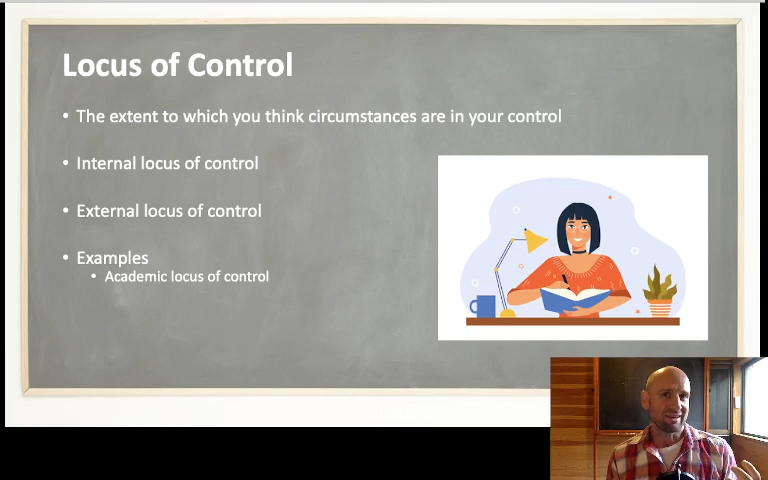 Locus of Control
• The extent to which you think circumstances are in your control
• Internal locus of control
• External locus of control
• Examples
• Academic locus of control